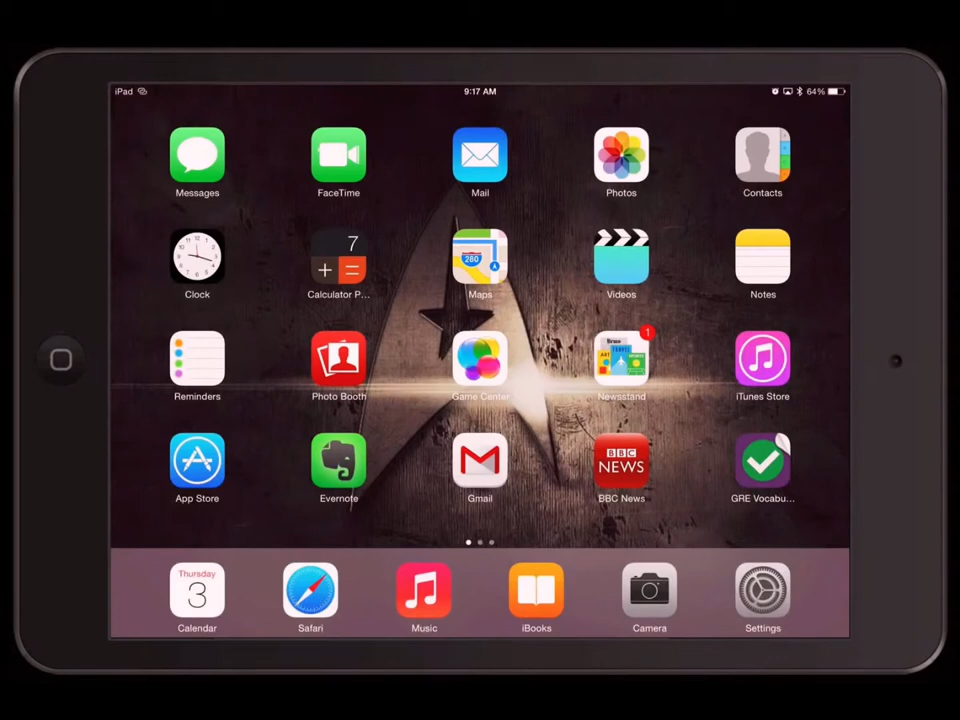 iPad 9:17 AM 64%
Messages FaceTime Mail Photos Contacts
7
Clock Calculator P... 280 Maps Videos Notes
1
Reminders Photo Booth Game Center Newsstand iTunes Store
BBC
NEWS
App Store Evernote Gmail BBC News GRE Vocabu...
Thursday
3
Calendar Safari Music iBooks Camera Settings